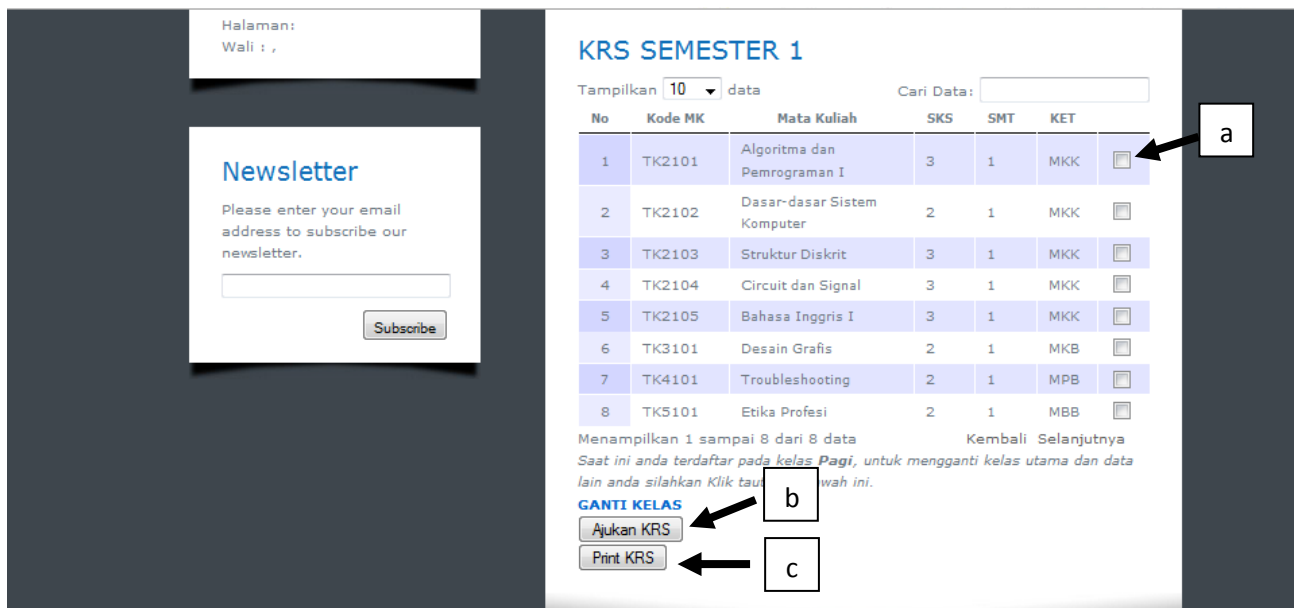 Halaman:
Wali : ,
Newsletter
Please enter your email
address to subscribe our
newsletter.
Subscribe
KRS SEMESTER 1
Tampilkan 10 data Cari Data:
No Kode MK Mata Kuliah SKS SMT KET
1 TK2101 Algoritma dan Pemrograman I 3 1 MKK
2 TK2102 Dasar-dasar Sistem Komputer 2 1 MKK
3 TK2103 Struktur Diskrit 3 1 MKK
4 TK2104 Circuit dan Signal 3 1 MKK
5 TK2105 Bahasa Inggris I 3 1 MKK
6 TK3101 Desain Grafis 2 1 MKB
7 TK4101 Troubleshooting 2 1 MPB
8 TK5101 Etika Profesi 2 1 MBB
Menampilkan 1 sampai 8 dari 8 data Kembali Selanjutnya
Saat ini anda terdaftar pada kelas Pagi, untuk mengganti kelas utama dan data
lain anda silahkan Klik ini.
GANTI KELAS
Ajukan KRS
Print KRS
a
b
c